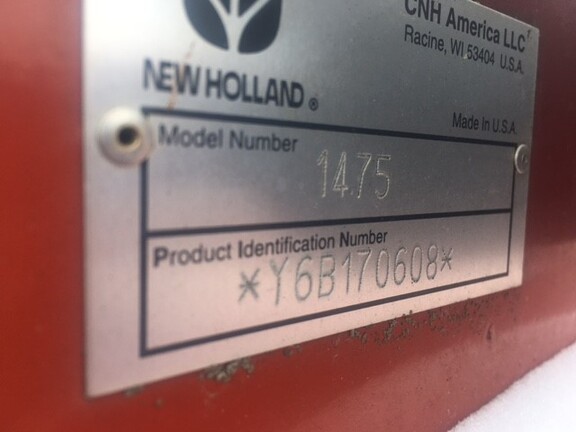 CNH America LLC
Racine, WI 53404 U.S.A.
NEW HOLLAND ®
Made in U.S.A.
Model Number
1475
Product Identification Number
*Y6B170608*